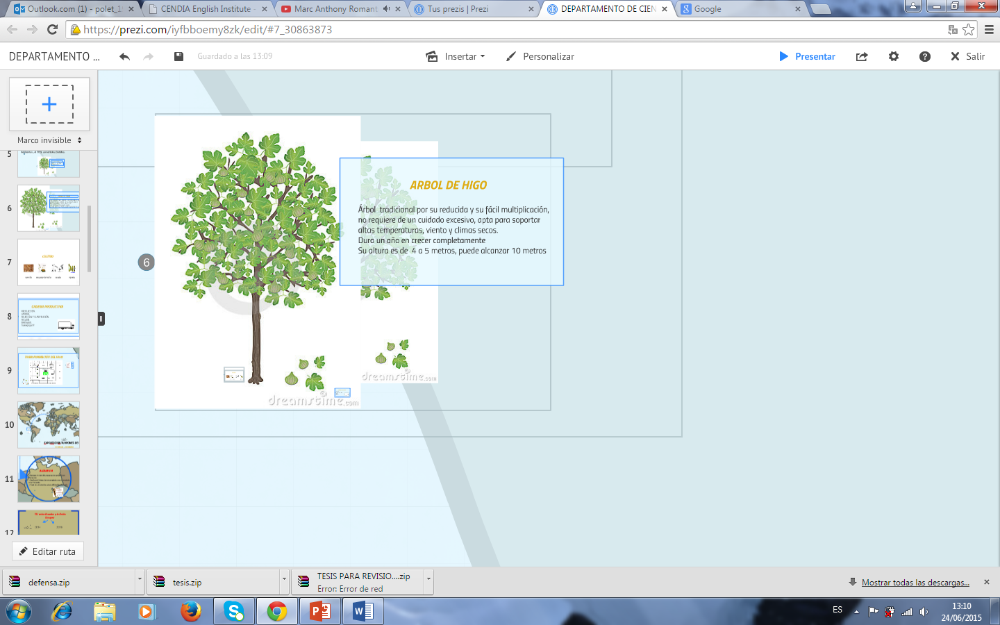 Outlook.com (1) - polet_1
CENDIA English Institute -
Marc Anthony Romant
Tus prezis | Prezi
DEPARTAMENTO DE CIEN
Google
https://prezi.com/iyfbboemy8zk/edit/#7_30863873
DEPARTAMENTO ...
Guardado a las 13:09
Insertar
Personalizar
Presentar
Salir
Marco invisible
5
6
7
8
CADENA PRODUCTIVA
9
10
11
ALEMANIA
12
Editar ruta
6
ARBOL DE HIGO
Árbol tradicional por su reducida y su fácil multiplicación,
no requiere de un cuidado excesivo, apta para soportar
altas temperaturas, viento y climas secos.
Dura un año en crecer completamente
Su altura es de 4 a 5 metros, puede alcanzar 10 metros
dreamstime.com
dreamstime.com
defensa.zip
tesis.zip
TESIS PARA REVISIO....zip
Error: Error de red
Mostrar todas las descargas...
ES
13:10
24/06/2015